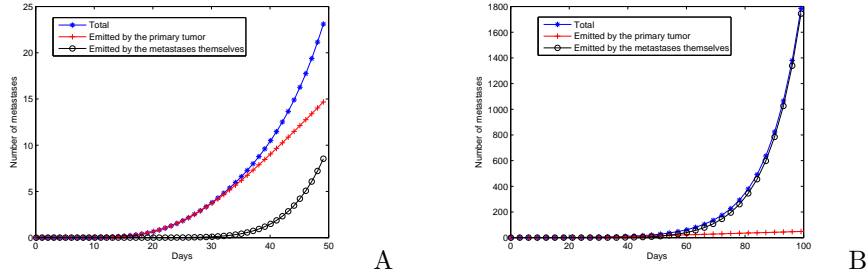 25
20
15
10
5
0
0 10 20 30 40 50
Days
Number of metastases
Total
Emitted by the primary tumor
Emitted by the metastases themselves
A
1800
1600
1400
1200
1000
800
600
400
200
0
0 20 40 60 80 100
Days
Number of metastases
Total
Emitted by the primary tumor
Emitted by the metastases themselves
B